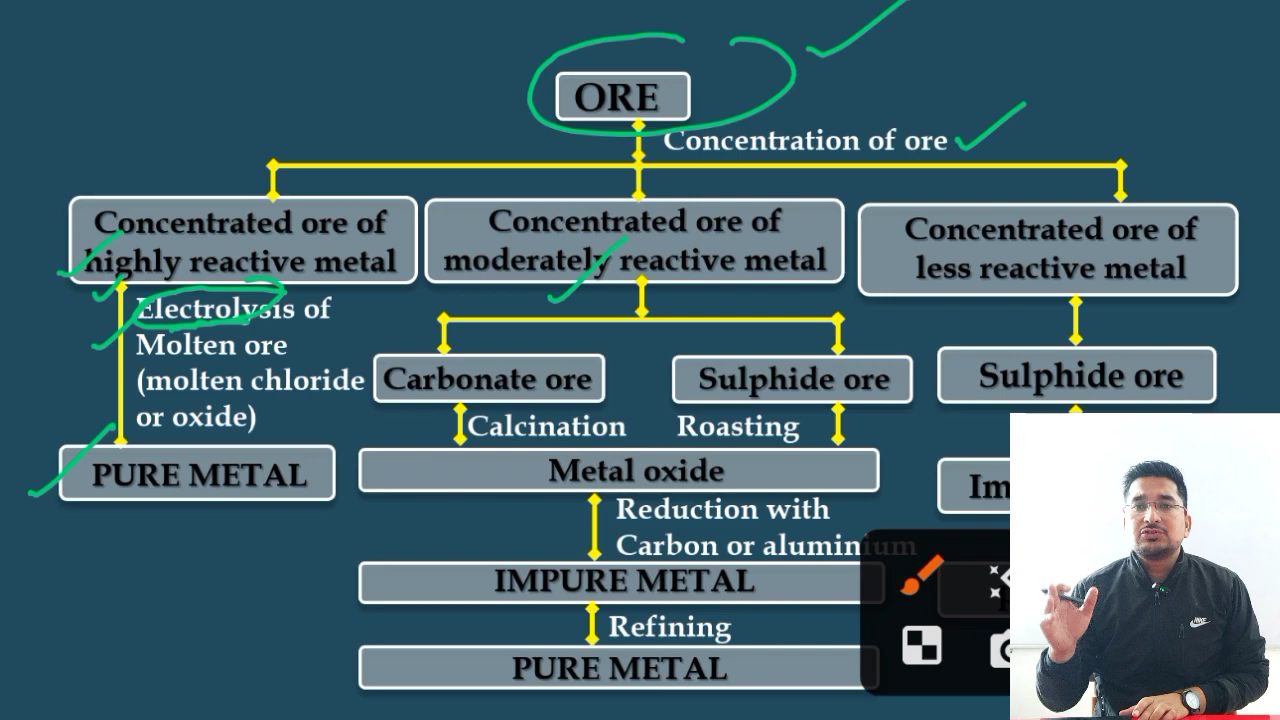 ORE
Concentration of ore
Concentrated ore of
highly reactive metal
Concentrated ore of
moderately reactive metal
Concentrated ore of
less reactive metal
Electrolysis of
Molten ore
(molten chloride
or oxide)
PURE METAL
Carbonate ore
Sulphide ore
Sulphide ore
Calcination
Roasting
Metal oxide
Im
Reduction with
Carbon or aluminium
IMPURE METAL
Refining
PURE METAL